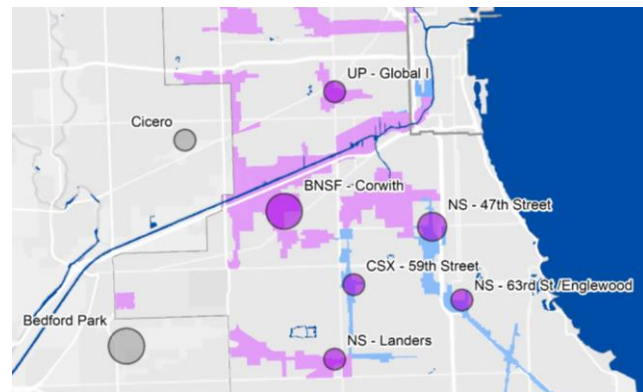 UP - Global I
Cicero
BNSF - Corwith
NS - 47th Street
CSX - 59th Street
NS - 63rd St /Englewood
Bedford Park
NS - Landers